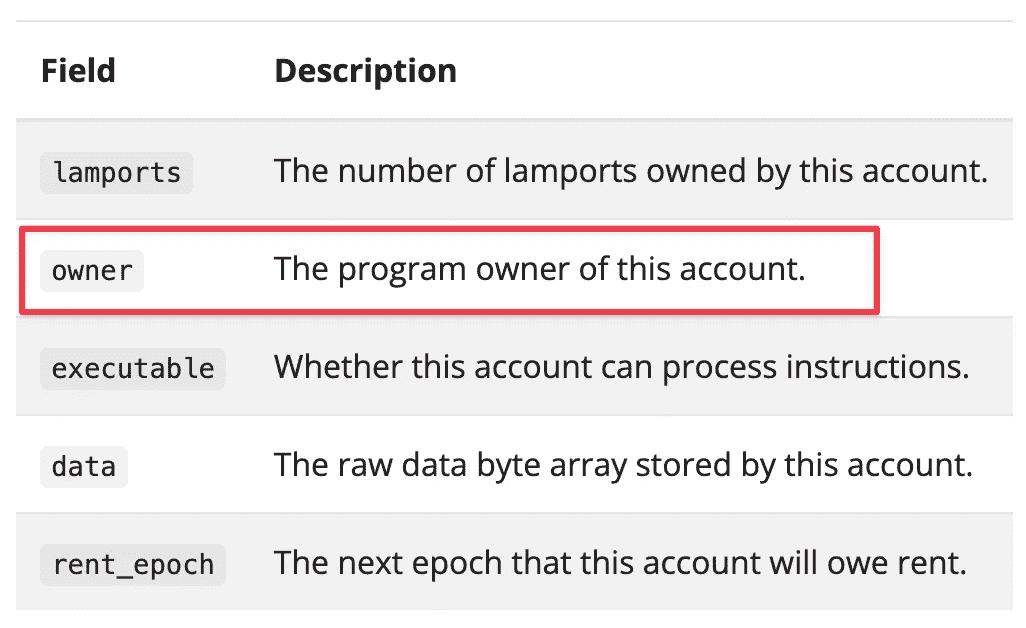 Field Description
lamports The number of lamports owned by this account.
owner The program owner of this account.
executable Whether this account can process instructions.
data The raw data byte array stored by this account.
rent_epoch The next epoch that this account will owe rent.